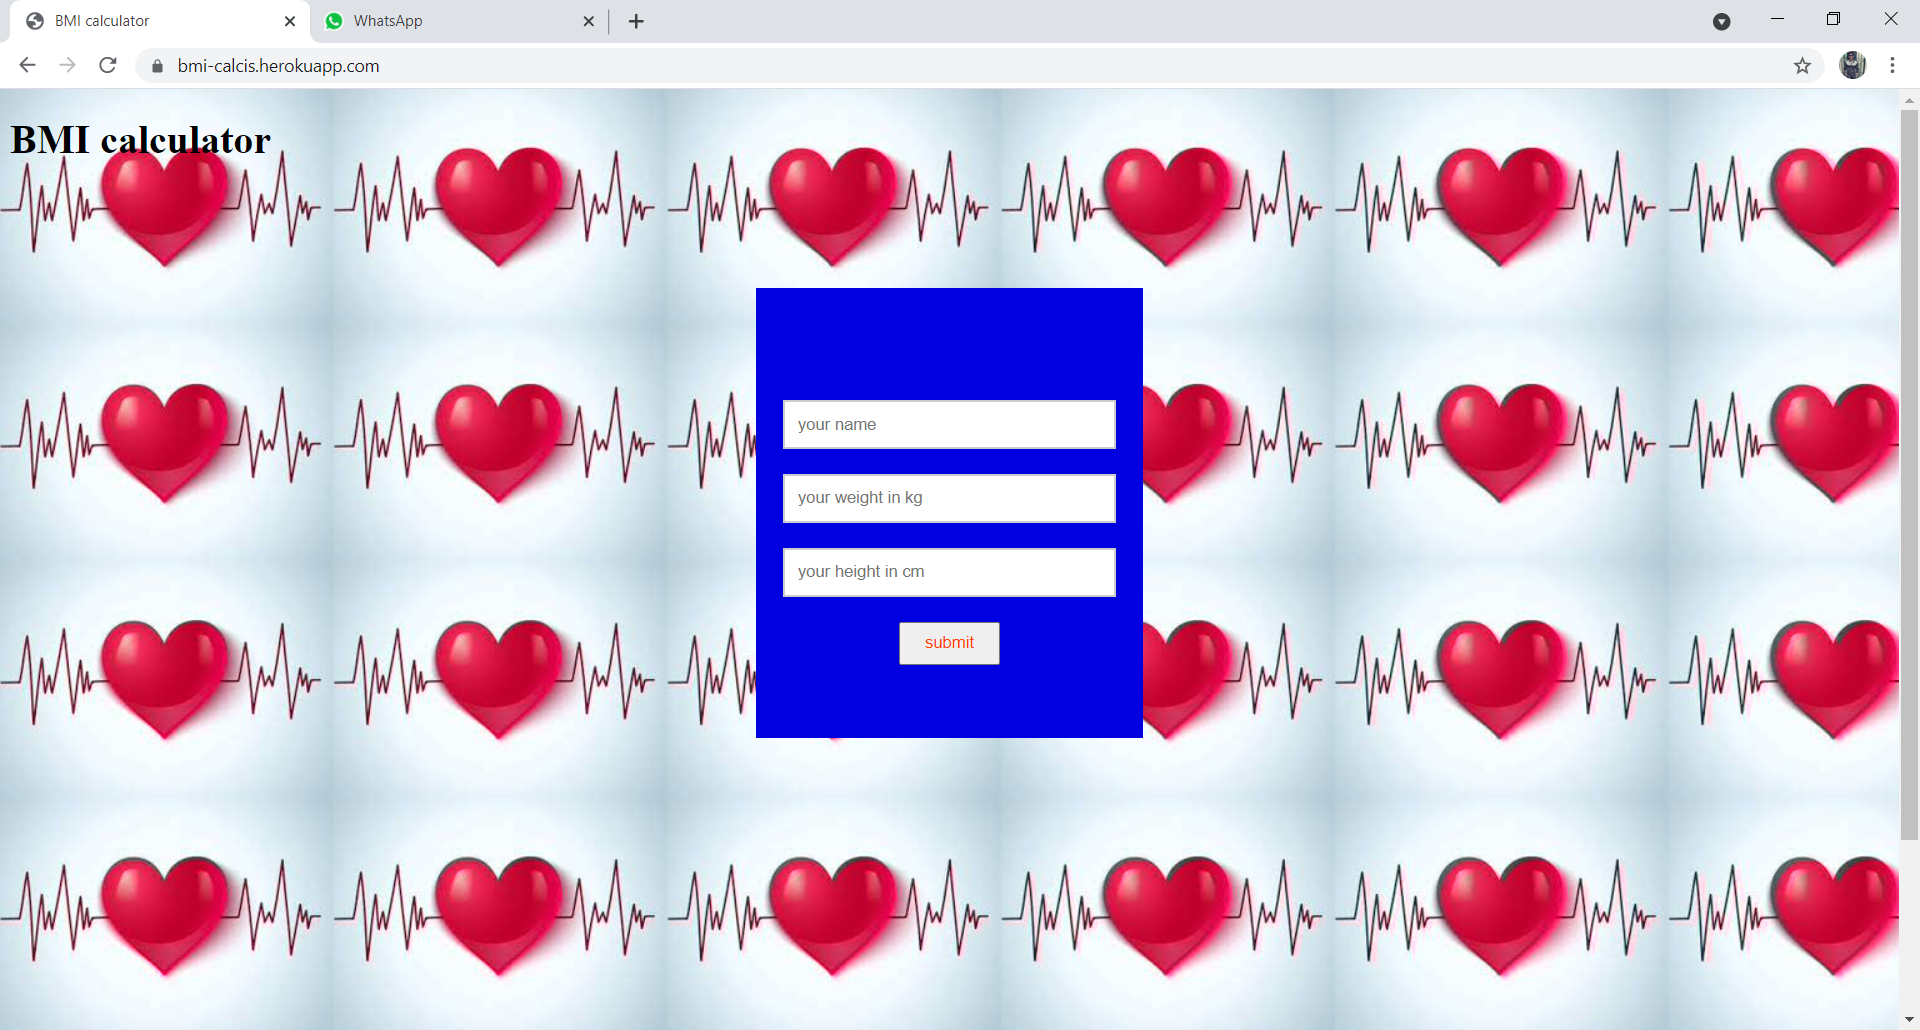 BMI calculator
WhatsApp
bmi-calcis.herokuapp.com
BMI calculator
your name
your weight in kg
your height in cm
submit